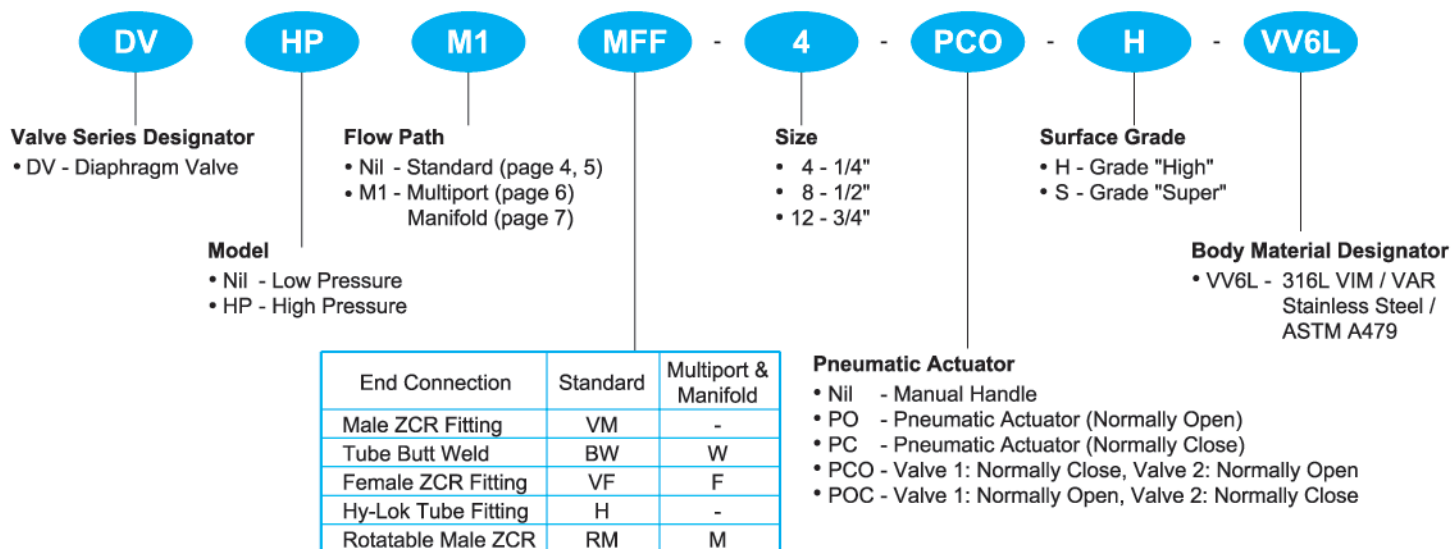 DV HP M1 MFF - 4 - PCO - H - VV6L
Valve Series Designator
• DV - Diaphragm Valve
Flow Path
• Nil - Standard (page 4, 5)
• M1 - Multiport (page 6)
Manifold (page 7)
Size
• 4 - 1/4"
• 8 - 1/2"
• 12 - 3/4"
Surface Grade
• H - Grade "High"
• S - Grade "Super"
Model
• Nil - Low Pressure
• HP - High Pressure
Body Material Designator
• VV6L - 316L VIM / VAR
Stainless Steel /
ASTM A479
End Connection Standard Multiport &
Manifold
Male ZCR Fitting VM -
Tube Butt Weld BW W
Female ZCR Fitting VF F
Hy-Lok Tube Fitting H -
Rotatable Male ZCR RM M
Pneumatic Actuator
• Nil - Manual Handle
• PO - Pneumatic Actuator (Normally Open)
• PC - Pneumatic Actuator (Normally Close)
• PCO - Valve 1: Normally Close, Valve 2: Normally Open
• POC - Valve 1: Normally Open, Valve 2: Normally Close